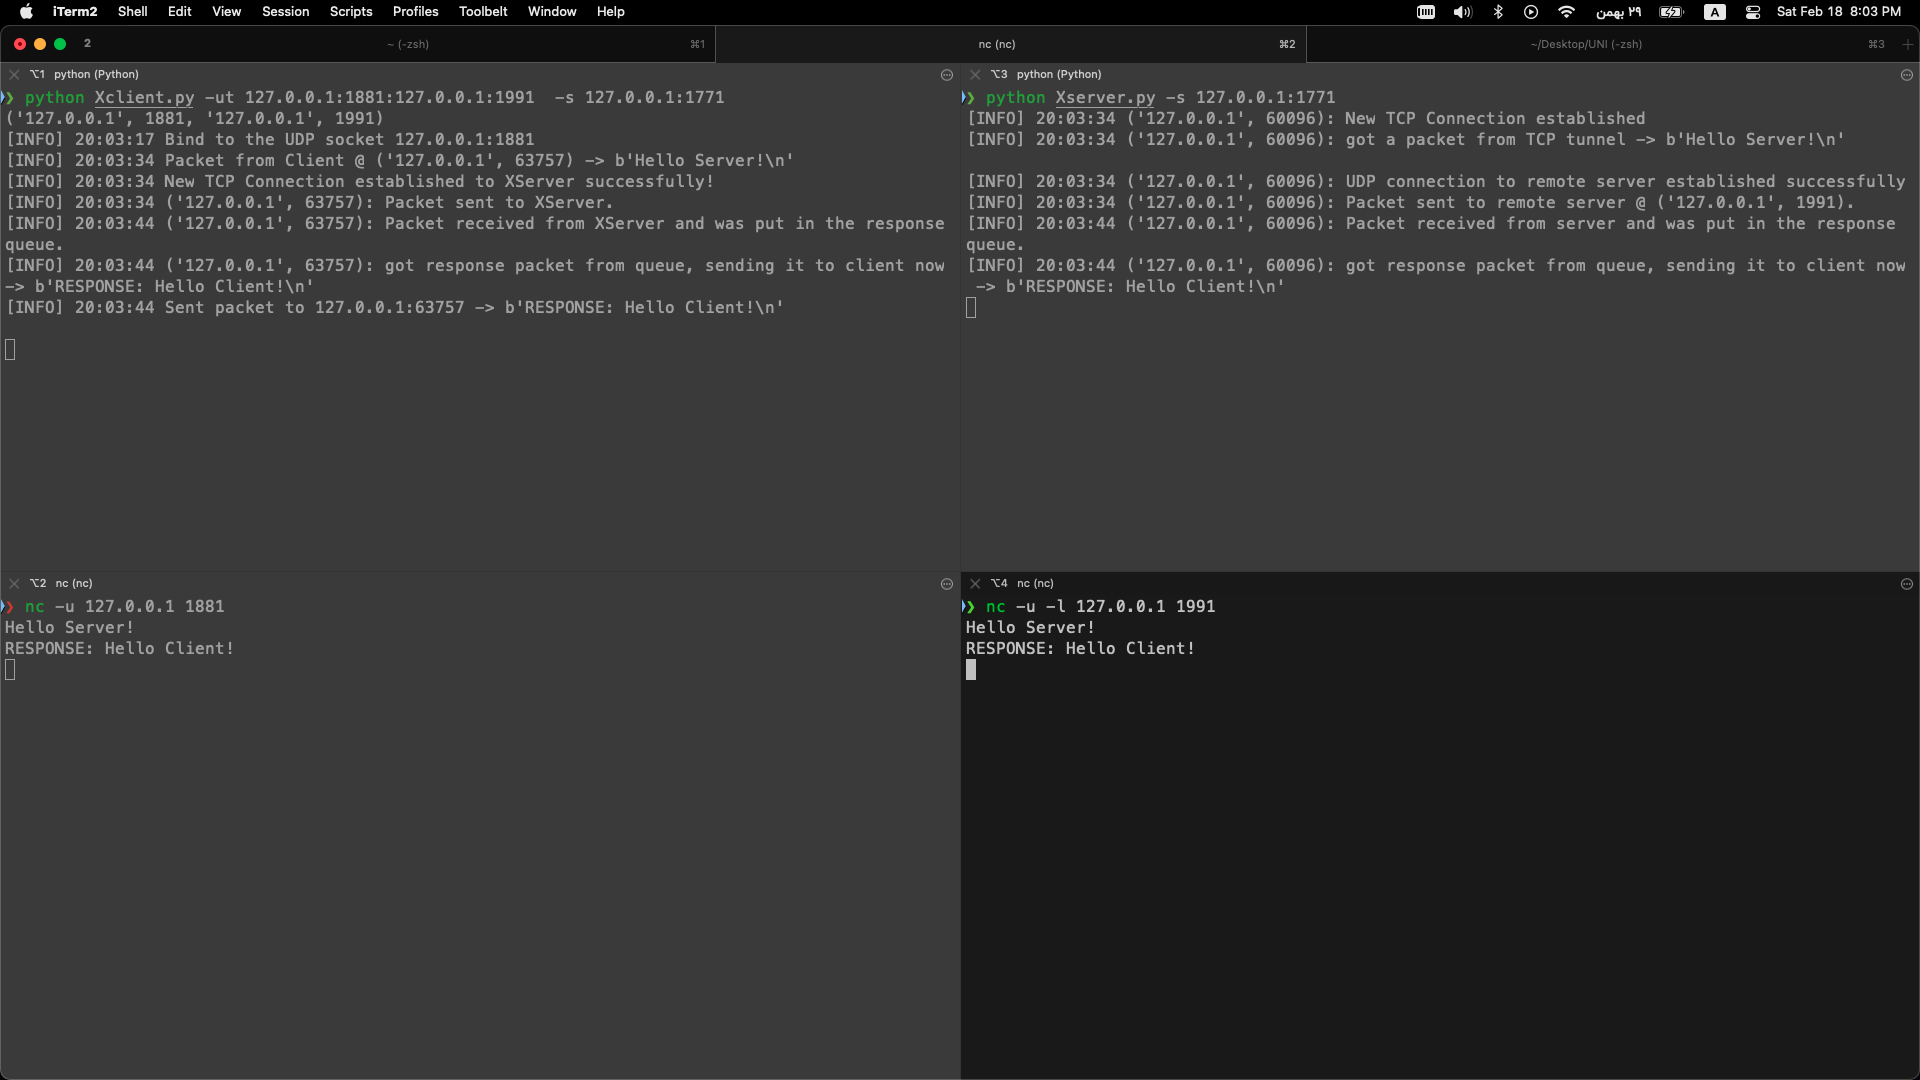 iTerm2 Shell Edit View Session Scripts Profiles Toolbelt Window Help ۲۹ بهمن A Sat Feb 18 8:03 PM
2 ~ (-zsh) ⌘1 nc (nc) ⌘2 ~/Desktop/UNI (-zsh) ⌘3
⌥1 python (Python)
❯ python Xclient.py -ut 127.0.0.1:1881:127.0.0.1:1991  -s 127.0.0.1:1771
('127.0.0.1', 1881, '127.0.0.1', 1991)
[INFO] 20:03:17 Bind to the UDP socket 127.0.0.1:1881
[INFO] 20:03:34 Packet from Client @ ('127.0.0.1', 63757) -> b'Hello Server!\n'
[INFO] 20:03:34 New TCP Connection established to XServer successfully!
[INFO] 20:03:34 ('127.0.0.1', 63757): Packet sent to XServer.
[INFO] 20:03:44 ('127.0.0.1', 63757): Packet received from XServer and was put in the response
queue.
[INFO] 20:03:44 ('127.0.0.1', 63757): got response packet from queue, sending it to client now
-> b'RESPONSE: Hello Client!\n'
[INFO] 20:03:44 Sent packet to 127.0.0.1:63757 -> b'RESPONSE: Hello Client!\n'
⌥3 python (Python)
❯ python Xserver.py -s 127.0.0.1:1771
[INFO] 20:03:34 ('127.0.0.1', 60096): New TCP Connection established
[INFO] 20:03:34 ('127.0.0.1', 60096): got a packet from TCP tunnel -> b'Hello Server!\n'
[INFO] 20:03:34 ('127.0.0.1', 60096): UDP connection to remote server established successfully
[INFO] 20:03:34 ('127.0.0.1', 60096): Packet sent to remote server @ ('127.0.0.1', 1991).
[INFO] 20:03:44 ('127.0.0.1', 60096): Packet received from server and was put in the response
queue.
[INFO] 20:03:44 ('127.0.0.1', 60096): got response packet from queue, sending it to client now
-> b'RESPONSE: Hello Client!\n'
⌥2 nc (nc)
❯ nc -u 127.0.0.1 1881
Hello Server!
RESPONSE: Hello Client!
⌥4 nc (nc)
❯ nc -u -l 127.0.0.1 1991
Hello Server!
RESPONSE: Hello Client!